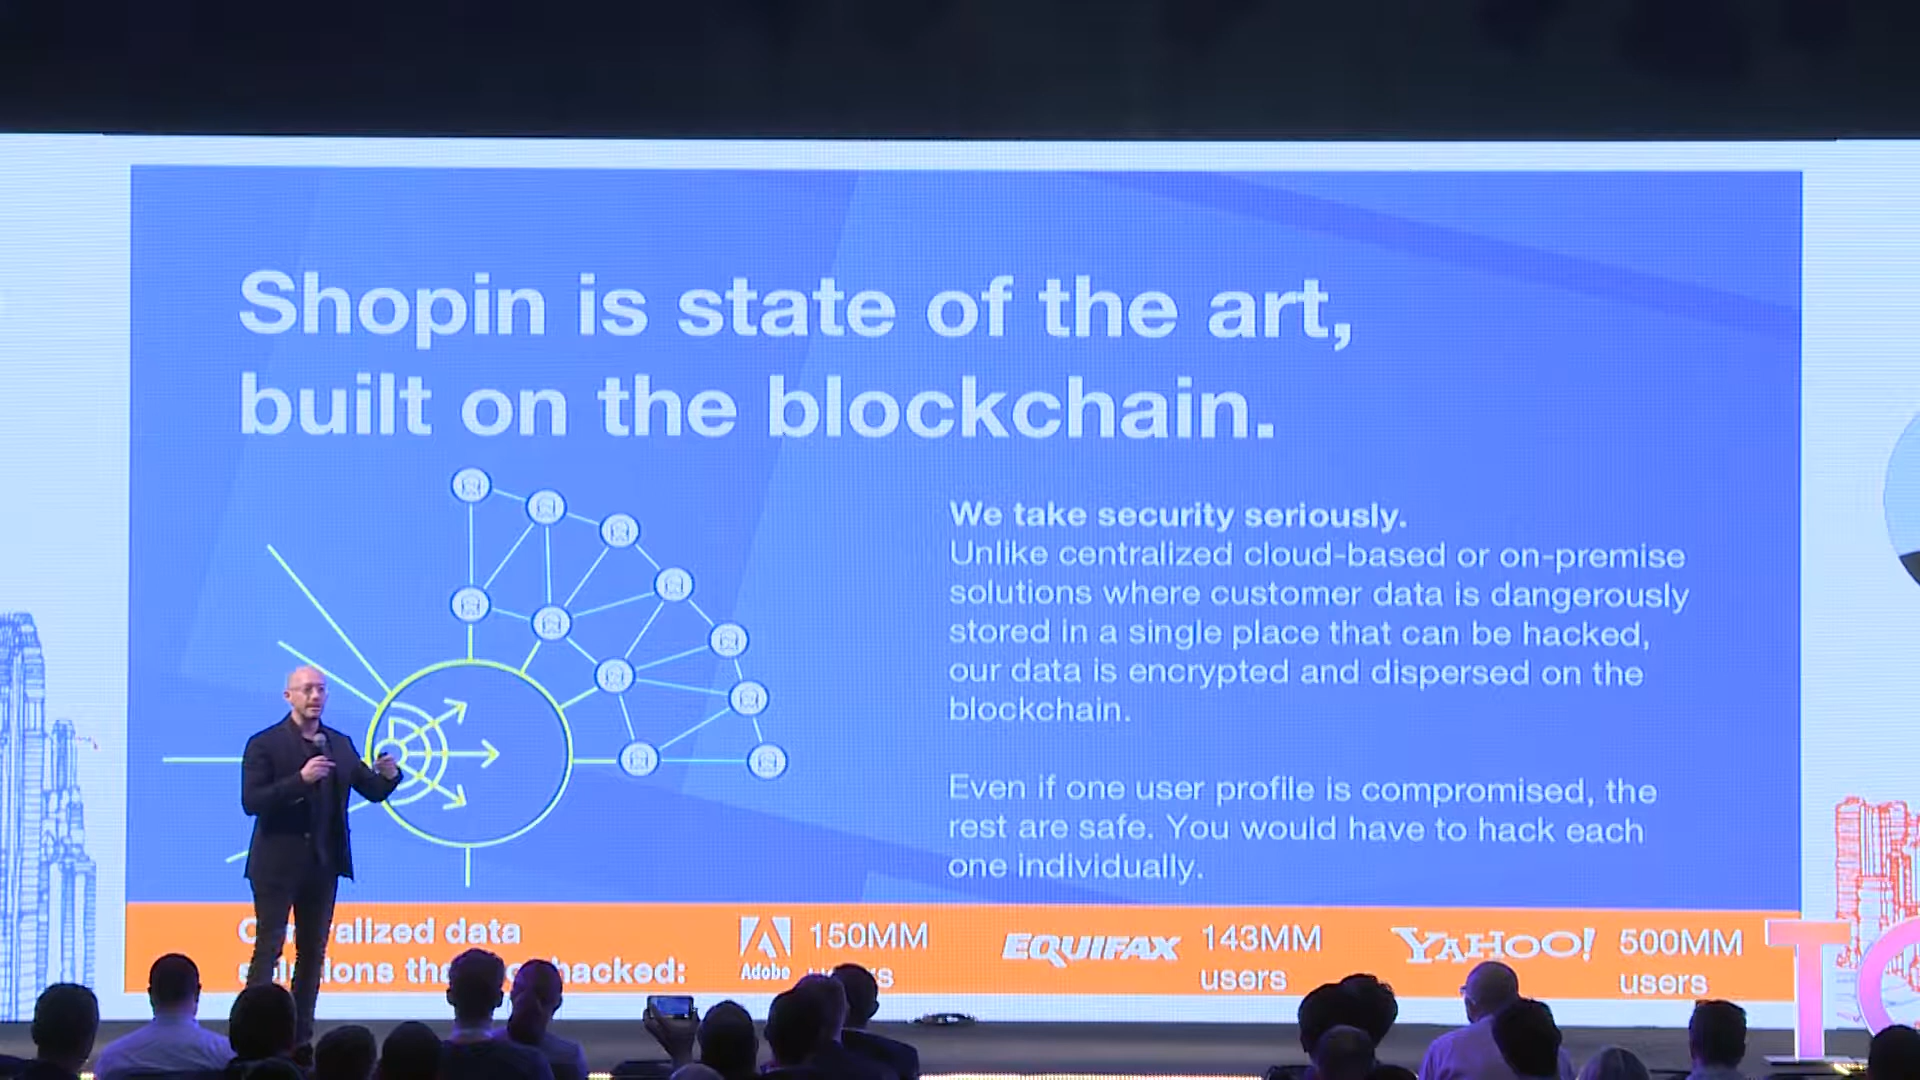 Shopin is state of the art,
built on the blockchain.
We take security seriously.
Unlike centralized cloud-based or on-premise
solutions where customer data is dangerously
stored in a single place that can be hacked,
our data is encrypted and dispersed on the
blockchain.
Even if one user profile is compromised, the
rest are safe. You would have to hack each
one individually.
data
hacked:
Adobe
150MM
EQUIFAX
143MM
users
YAHOO!
500MM
users